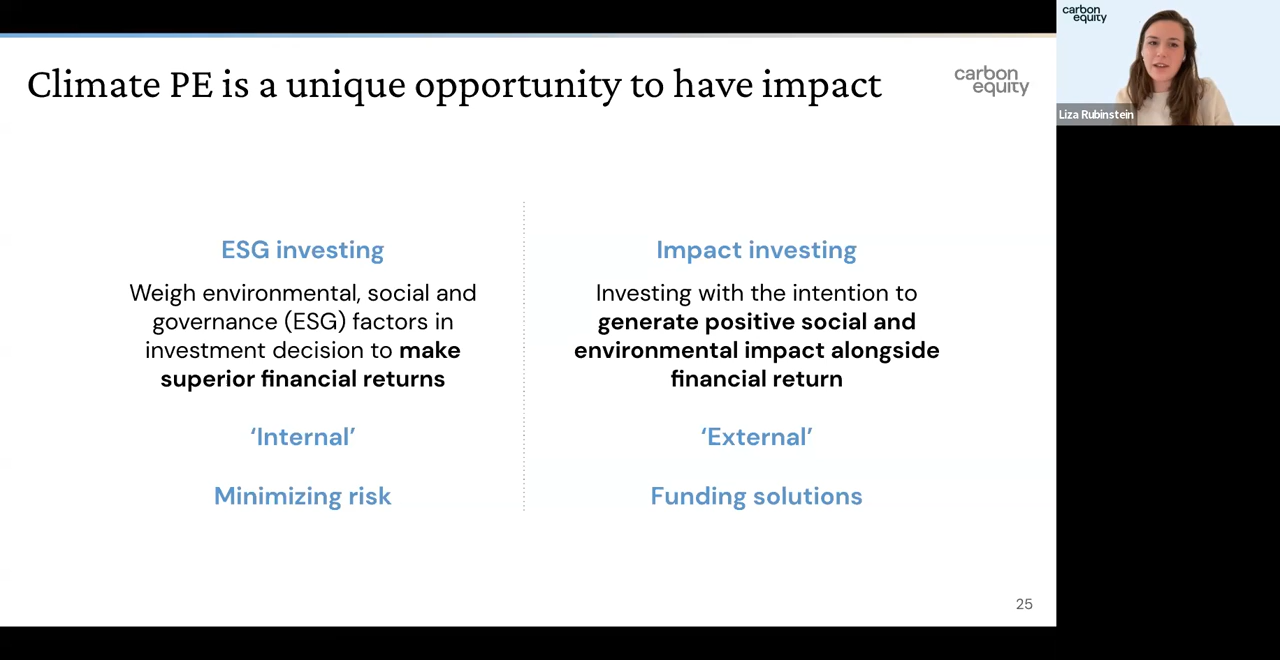 Climate PE is a unique opportunity to have impact
carbon
equity
carbon
equity
Liza Rubinstein
ESG investing
Weigh environmental, social and
governance (ESG) factors in
investment decision to make
superior financial returns
‘Internal’
Minimizing risk
Impact investing
Investing with the intention to
generate positive social and
environmental impact alongside
financial return
‘External’
Funding solutions
25